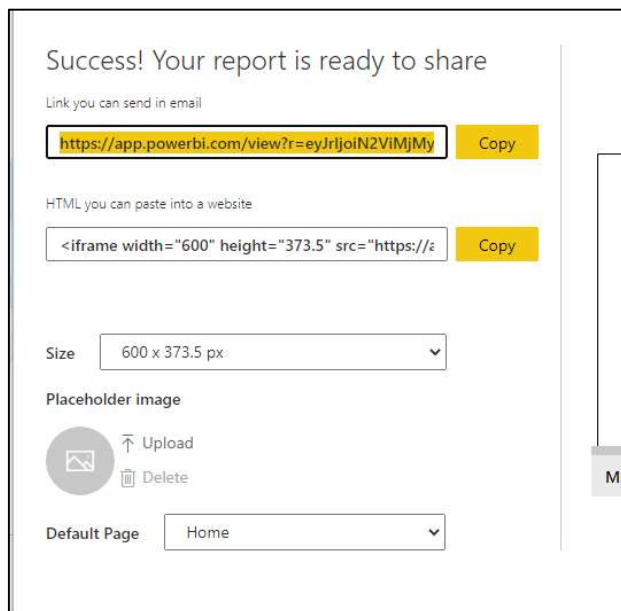 Success! Your report is ready to share
Link you can send in email
https://app.powerbi.com/view?r=eyJrIjoiN2ViMjMy
Copy
HTML you can paste into a website
<iframe width="600" height="373.5" src="https://a
Copy
Size
600 x 373.5 px
Placeholder image
Upload
Delete
Default Page
Home